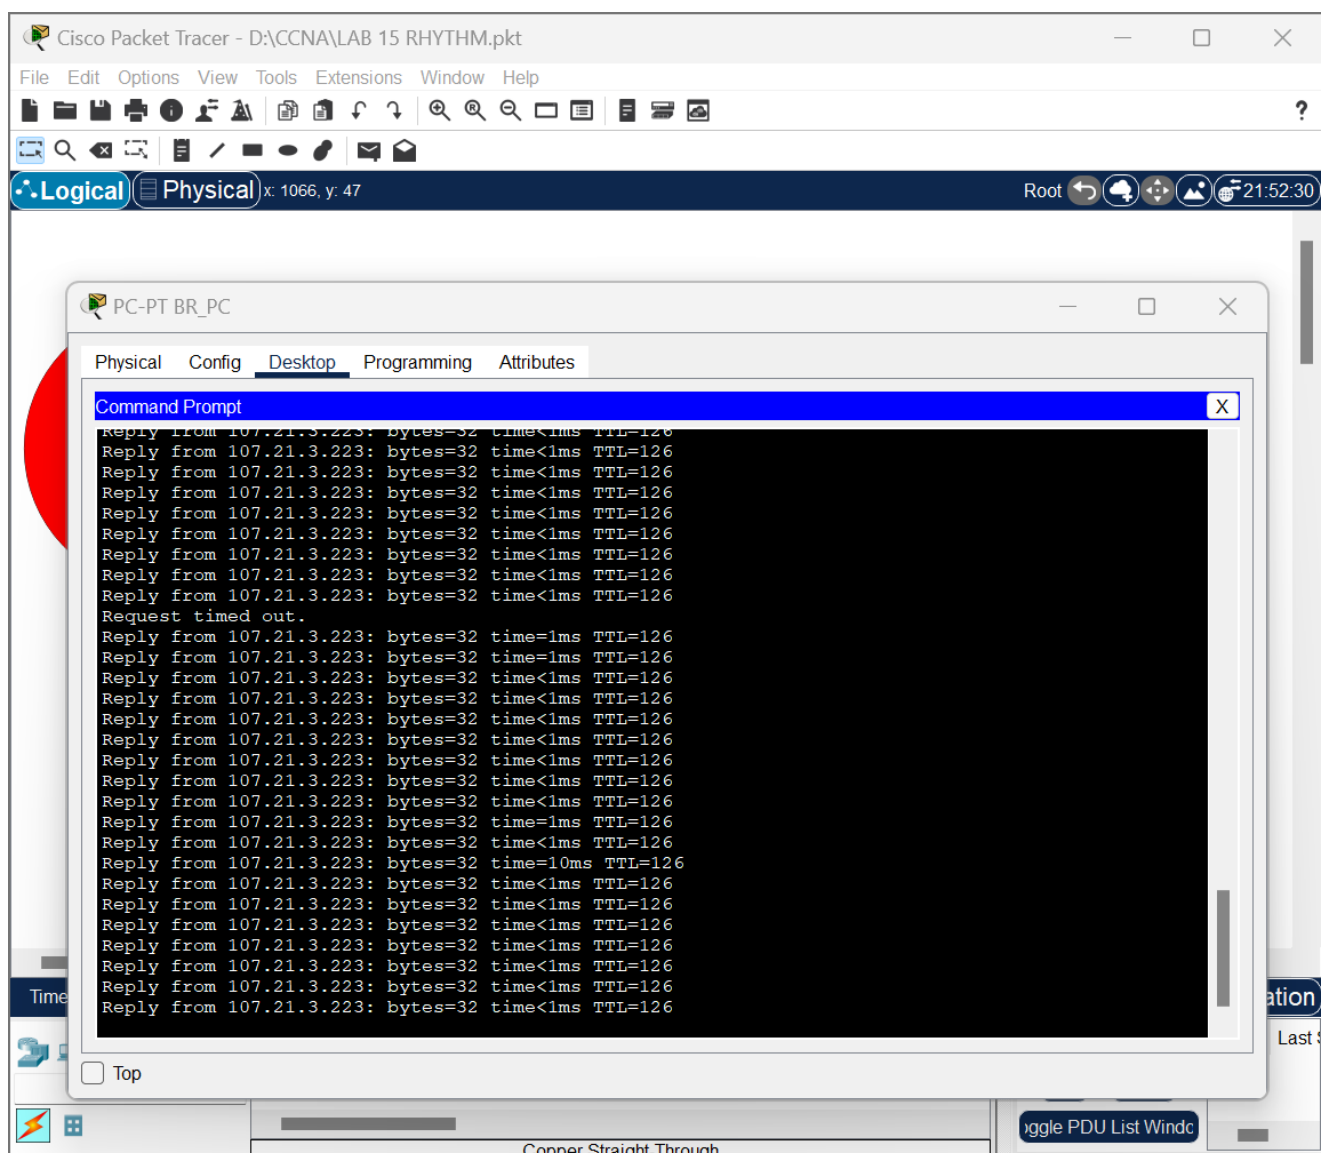 Cisco Packet Tracer - D:\CCNA\LAB 15 RHYTHM.pkt
File Edit Options View Tools Extensions Window Help
?
Logical Physical x: 1066, y: 47 Root 21:52:30
PC-PT BR_PC
Physical Config Desktop Programming Attributes
Command Prompt X
Reply from 107.21.3.223: bytes=32 time<1ms TTL=126
Reply from 107.21.3.223: bytes=32 time<1ms TTL=126
Reply from 107.21.3.223: bytes=32 time<1ms TTL=126
Reply from 107.21.3.223: bytes=32 time<1ms TTL=126
Reply from 107.21.3.223: bytes=32 time<1ms TTL=126
Reply from 107.21.3.223: bytes=32 time<1ms TTL=126
Reply from 107.21.3.223: bytes=32 time<1ms TTL=126
Reply from 107.21.3.223: bytes=32 time<1ms TTL=126
Reply from 107.21.3.223: bytes=32 time<1ms TTL=126
Request timed out.
Reply from 107.21.3.223: bytes=32 time=1ms TTL=126
Reply from 107.21.3.223: bytes=32 time=1ms TTL=126
Reply from 107.21.3.223: bytes=32 time<1ms TTL=126
Reply from 107.21.3.223: bytes=32 time<1ms TTL=126
Reply from 107.21.3.223: bytes=32 time<1ms TTL=126
Reply from 107.21.3.223: bytes=32 time<1ms TTL=126
Reply from 107.21.3.223: bytes=32 time<1ms TTL=126
Reply from 107.21.3.223: bytes=32 time<1ms TTL=126
Reply from 107.21.3.223: bytes=32 time<1ms TTL=126
Reply from 107.21.3.223: bytes=32 time=1ms TTL=126
Reply from 107.21.3.223: bytes=32 time<1ms TTL=126
Reply from 107.21.3.223: bytes=32 time=10ms TTL=126
Reply from 107.21.3.223: bytes=32 time<1ms TTL=126
Reply from 107.21.3.223: bytes=32 time<1ms TTL=126
Reply from 107.21.3.223: bytes=32 time<1ms TTL=126
Reply from 107.21.3.223: bytes=32 time<1ms TTL=126
Reply from 107.21.3.223: bytes=32 time<1ms TTL=126
Reply from 107.21.3.223: bytes=32 time<1ms TTL=126
Reply from 107.21.3.223: bytes=32 time<1ms TTL=126
Time ation
Last
Top
oggle PDU List Windo
Copper Straight Through